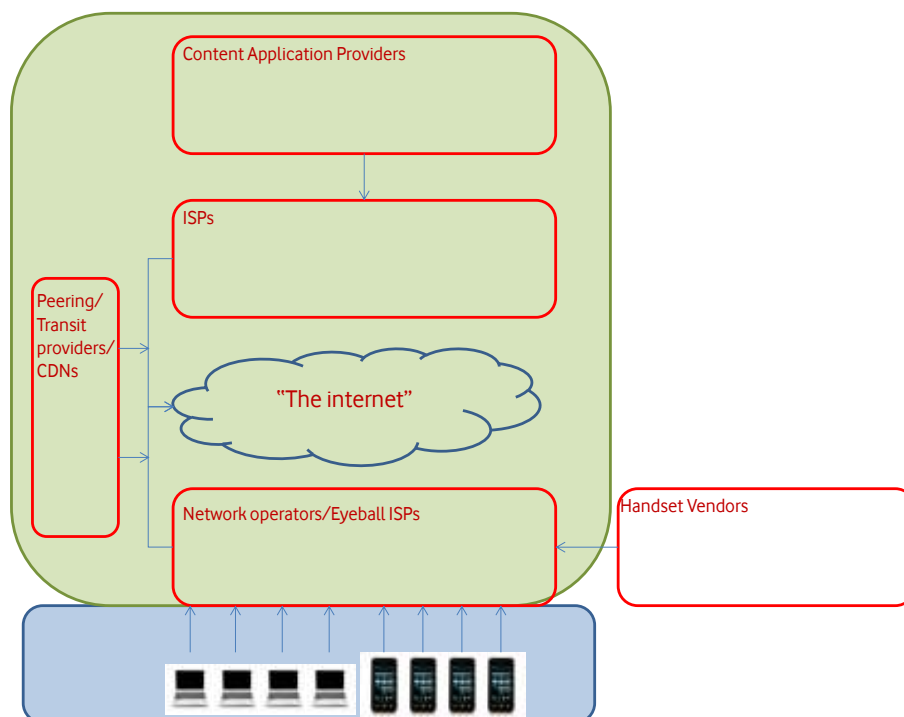 Content Application Providers
ISPs
Peering/
Transit
providers/
CDNs
“The internet”
Network operators/Eyeball ISPs
Handset Vendors